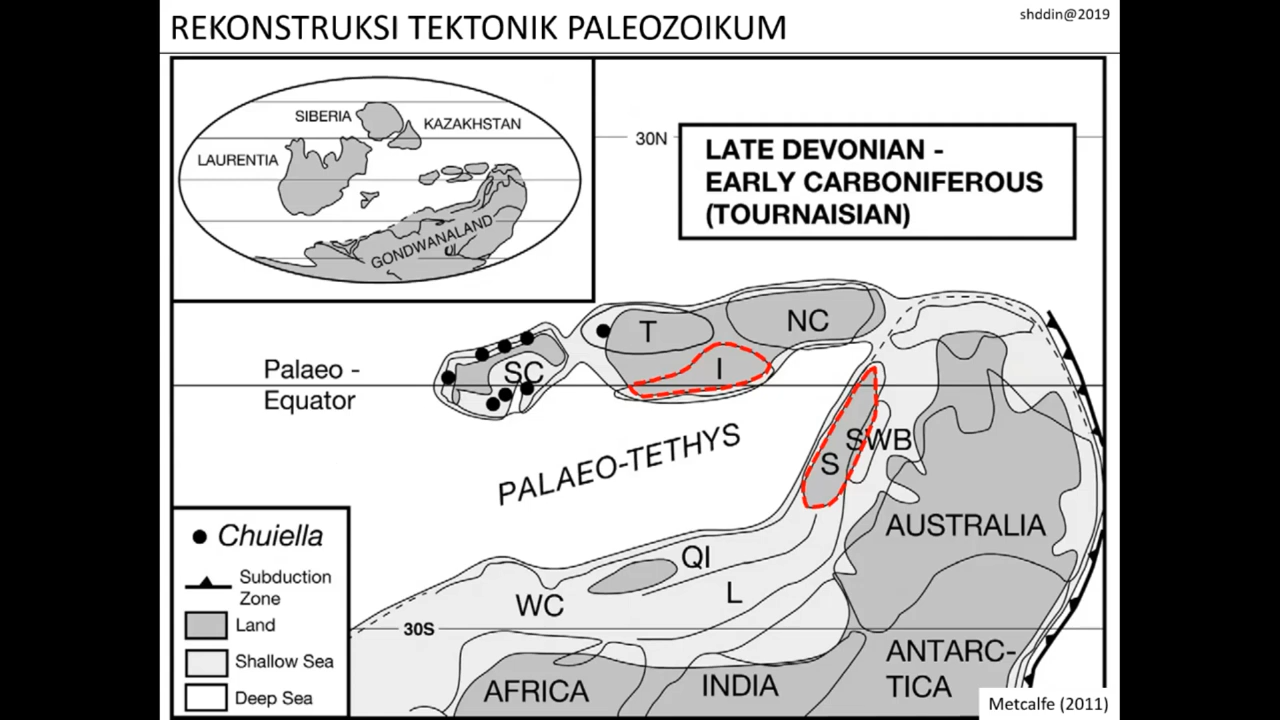 REKONSTRUKSI TEKTONIK PALEOZOIKUM
shddin@2019
SIBERIA
KAZAKHSTAN
LAURENTIA
GONDWANALAND
30N
LATE DEVONIAN -
EARLY CARBONIFEROUS
(TOURNAISIAN)
T
NC
I
SC
Palaeo -
Equator
PALAEO-TETHYS
SWB
S
AUSTRALIA
QI
L
WC
30S
ANTARC-
TICA
AFRICA
INDIA
Chuiella
Subduction
Zone
Land
Shallow Sea
Deep Sea
Metcalfe (2011)